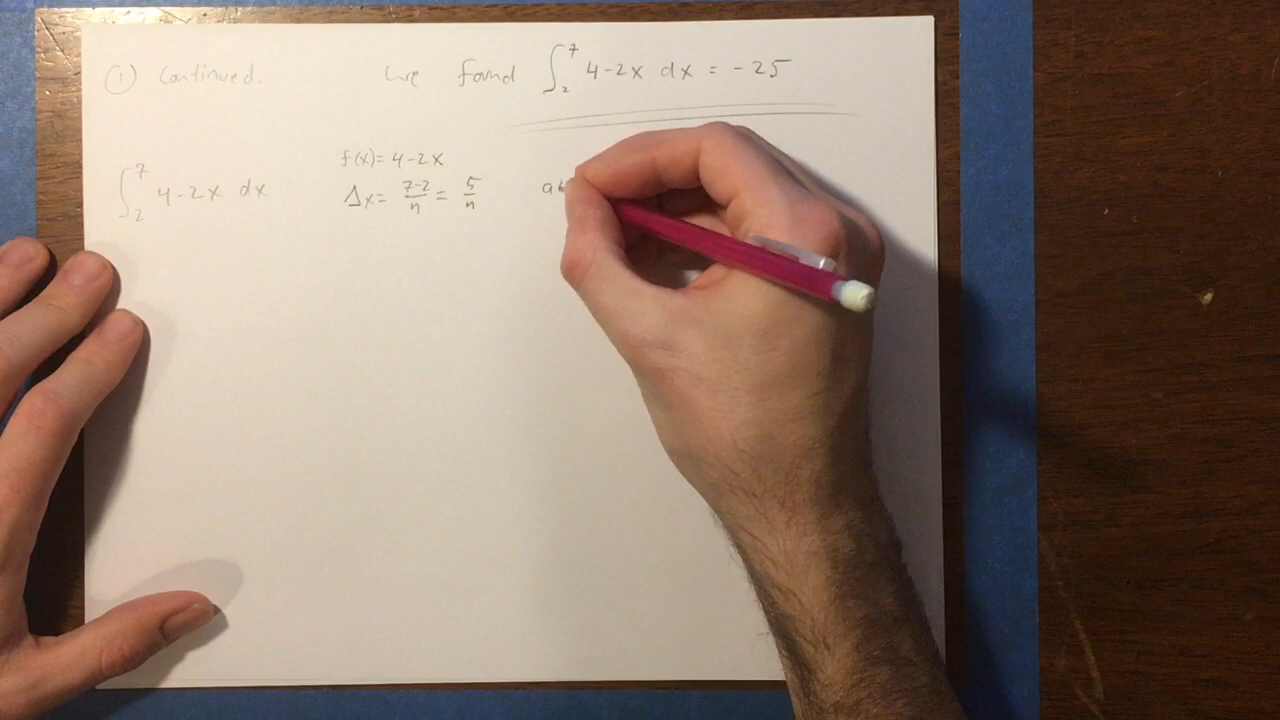 ① Continued. We found ∫₂⁷ 4-2x dx = -25
f(x)= 4-2x
∫₂⁷ 4-2x dx Δx= (7-2)/n = 5/n